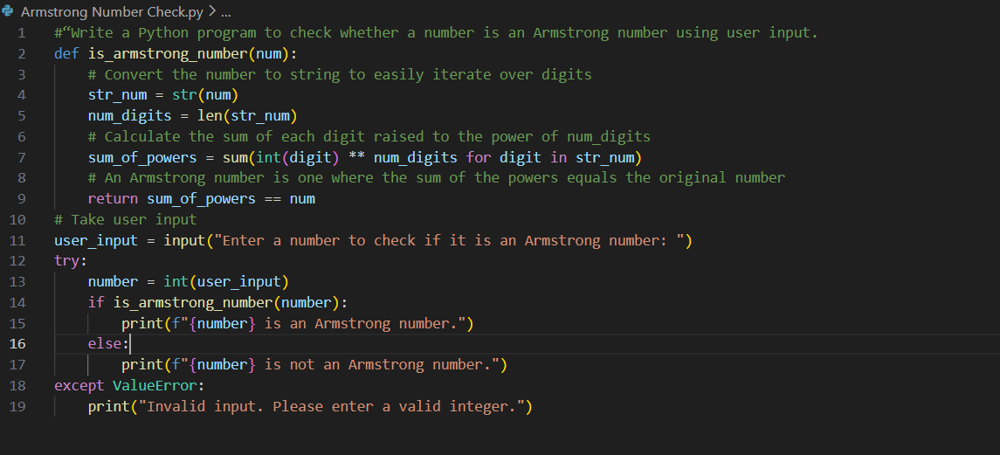 Armstrong Number Check.py > ...
1 #“Write a Python program to check whether a number is an Armstrong number using user input.
2 def is_armstrong_number(num):
3     # Convert the number to string to easily iterate over digits
4     str_num = str(num)
5     num_digits = len(str_num)
6     # Calculate the sum of each digit raised to the power of num_digits
7     sum_of_powers = sum(int(digit) ** num_digits for digit in str_num)
8     # An Armstrong number is one where the sum of the powers equals the original number
9     return sum_of_powers == num
10 # Take user input
11 user_input = input("Enter a number to check if it is an Armstrong number: ")
12 try:
13     number = int(user_input)
14     if is_armstrong_number(number):
15         print(f"{number} is an Armstrong number.")
16     else:
17         print(f"{number} is not an Armstrong number.")
18 except ValueError:
19     print("Invalid input. Please enter a valid integer.")